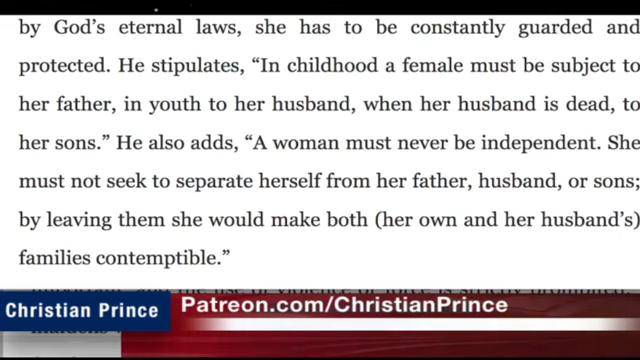 by God's eternal laws, she has to be constantly guarded and
protected. He stipulates, “In childhood a female must be subject to
her father, in youth to her husband, when her husband is dead, to
her sons.” He also adds, “A woman must never be independent. She
must not seek to separate herself from her father, husband, or sons;
by leaving them she would make both (her own and her husband's)
families contemptible.”
Christian Prince
Patreon.com/ChristianPrince